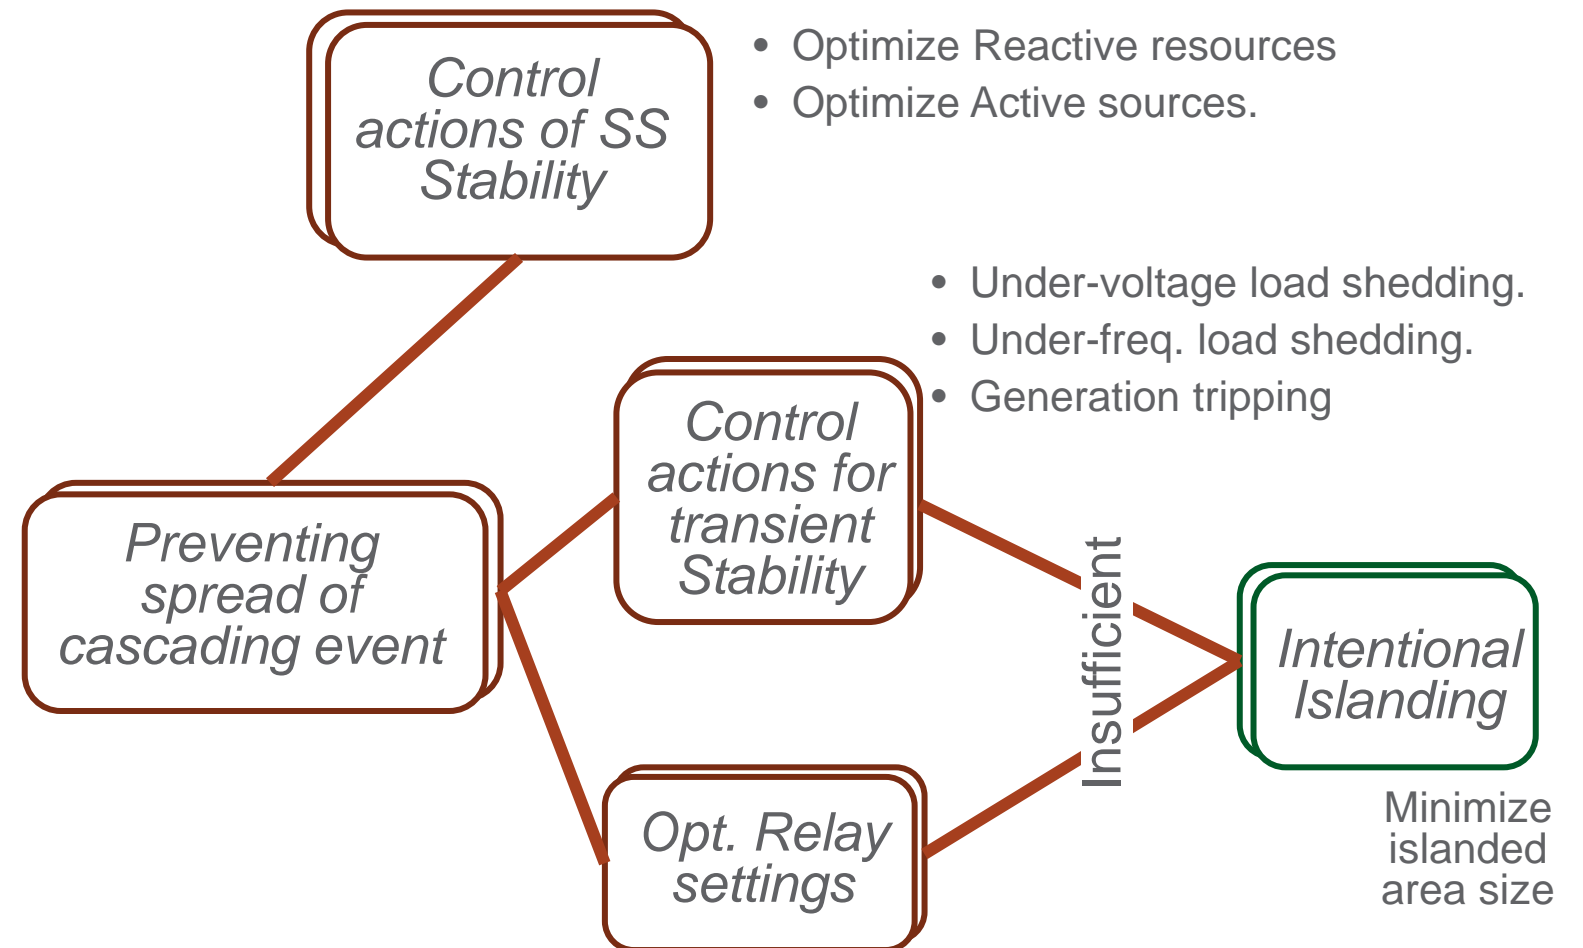 Control
actions of SS
Stability
• Optimize Reactive resources
• Optimize Active sources.
• Under-voltage load shedding.
• Under-freq. load shedding.
• Generation tripping
Control
actions for
transient
Stability
Preventing
spread of
cascading event
Insufficient
Intentional
Islanding
Opt. Relay
settings
Minimize
islanded
area size